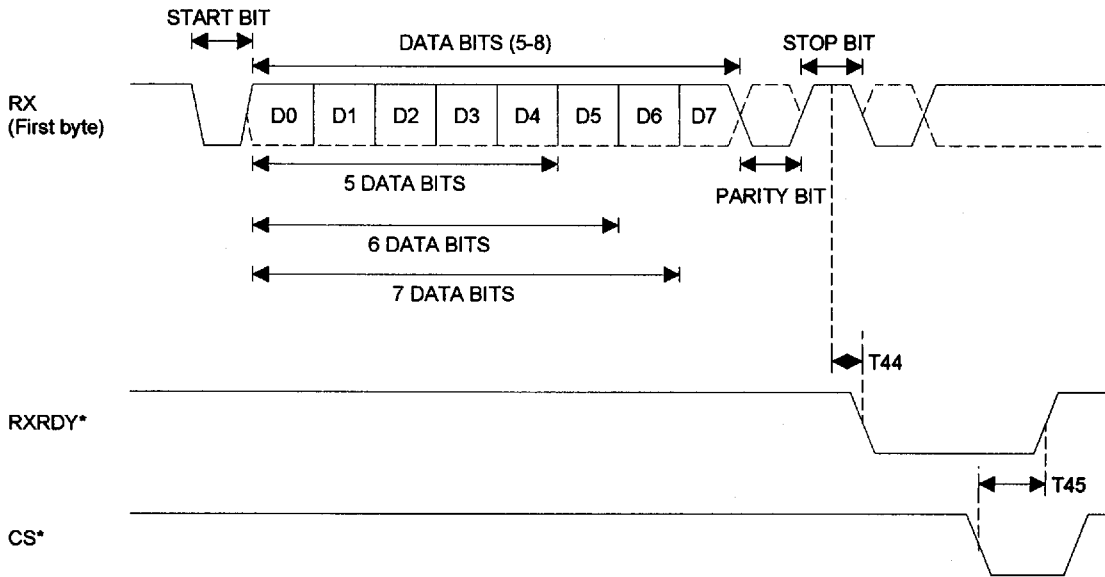 START BIT
DATA BITS (5-8)
STOP BIT
RX
(First byte)
D0 D1 D2 D3 D4 D5 D6 D7
5 DATA BITS
PARITY BIT
6 DATA BITS
7 DATA BITS
T44
RXRDY*
T45
CS*